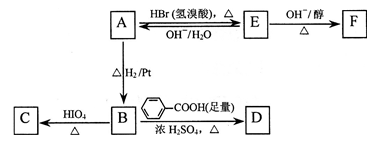 A HBr(氢溴酸),△ E OH⁻/醇 F
OH⁻/H₂O △
△ H₂/Pt
C HIO₄ B COOH(足量) D
△ 浓 H₂SO₄,△